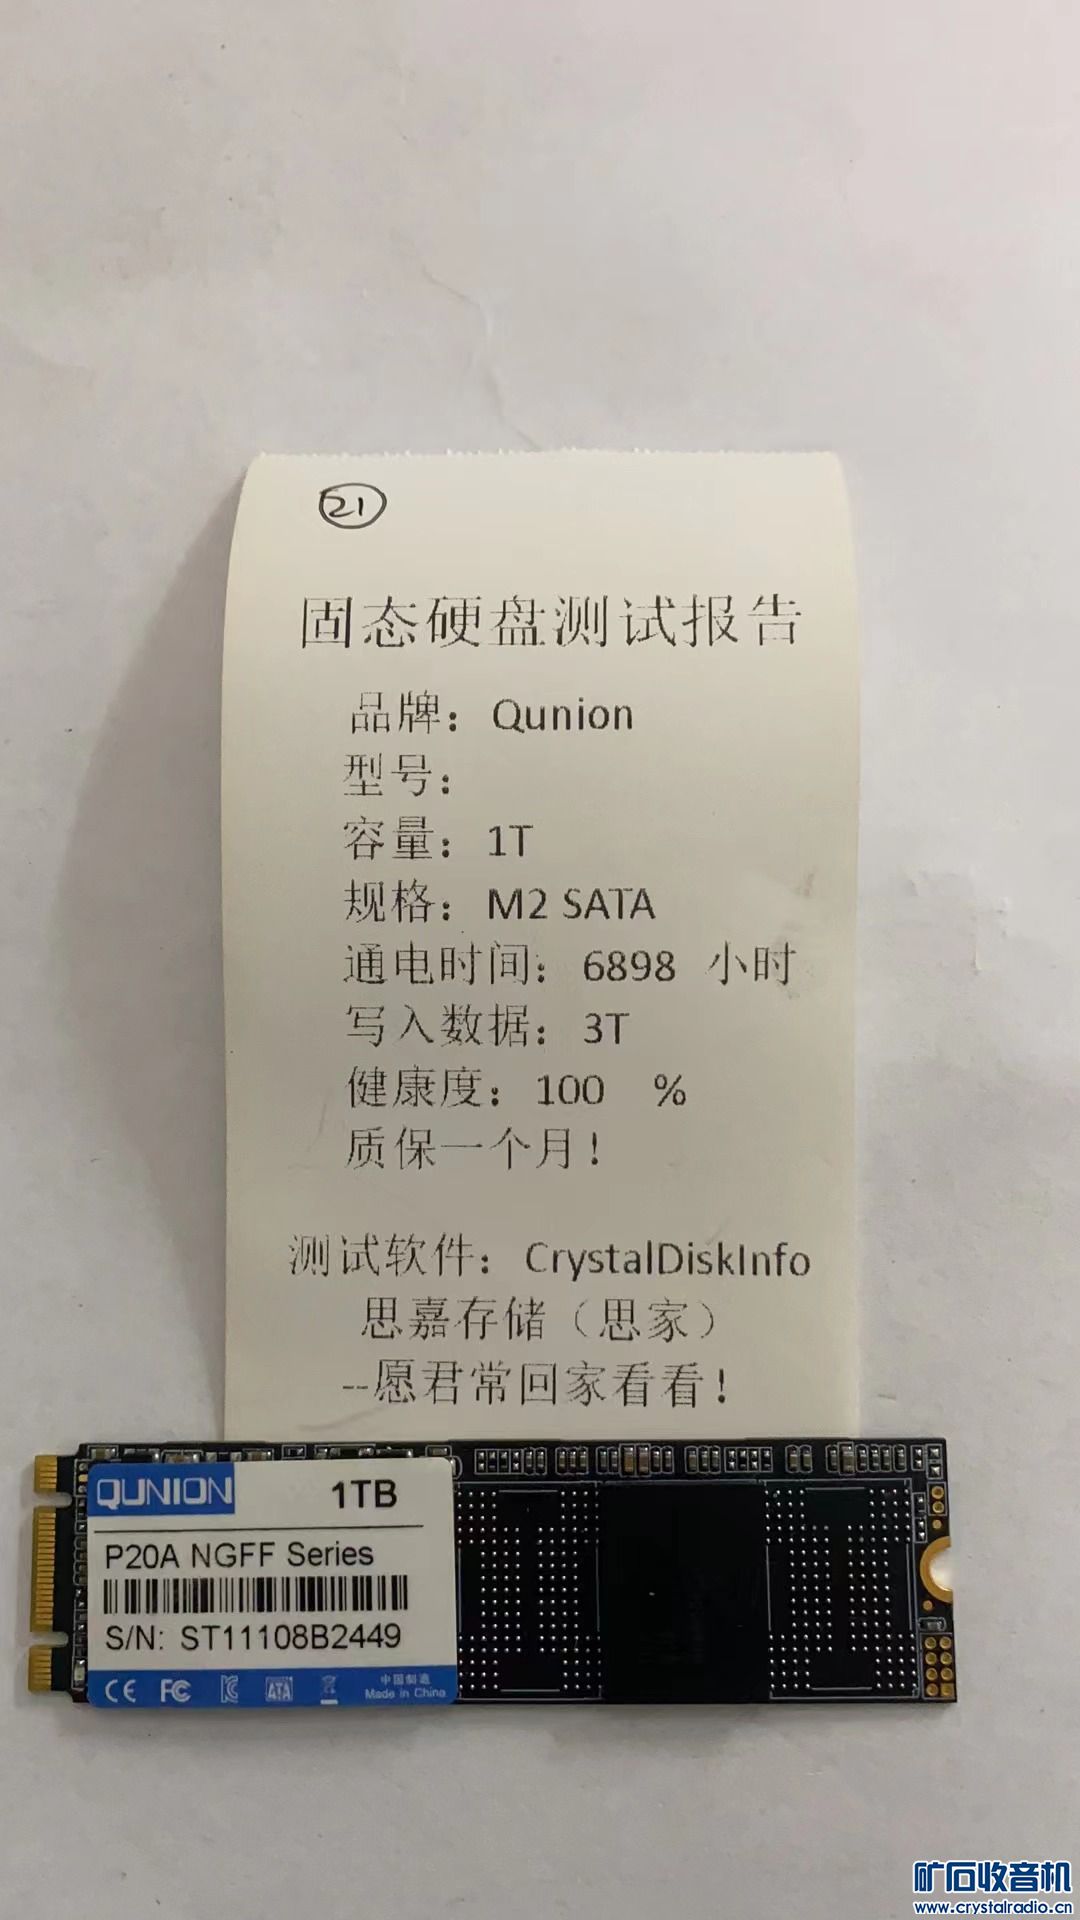 21
固态硬盘测试报告
品牌：Qunion
型号：
容量：1T
规格：M2 SATA
通电时间：6898 小时
写入数据：3T
健康度：100 %
质保一个月！
测试软件：CrystalDiskInfo
思嘉存储（思家）
--愿君常回家看看！
QUNION 1TB
P20A NGFF Series
S/N: ST11108B2449
CE FC SATA 中国制造
Made in China
矿石收音机
www.crystalradio.cn